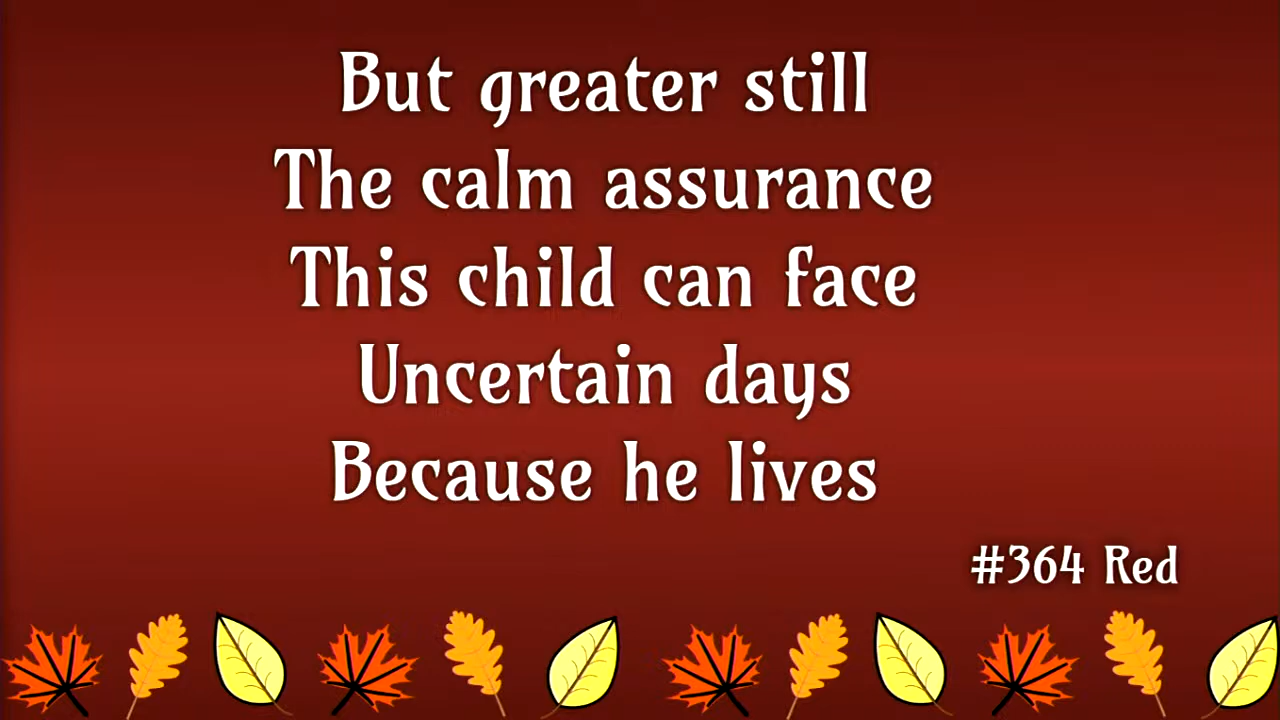 But greater still
The calm assurance
This child can face
Uncertain days
Because he lives
#364 Red